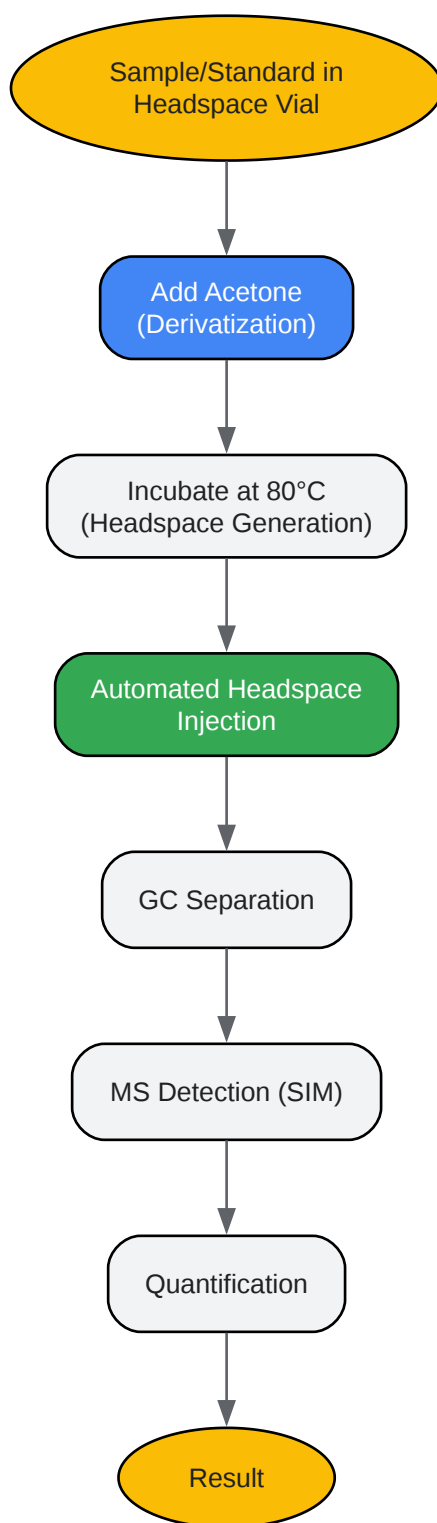 Sample/Standard in
Headspace Vial
Add Acetone
(Derivatization)
Incubate at 80°C
(Headspace Generation)
Automated Headspace
Injection
GC Separation
MS Detection (SIM)
Quantification
Result